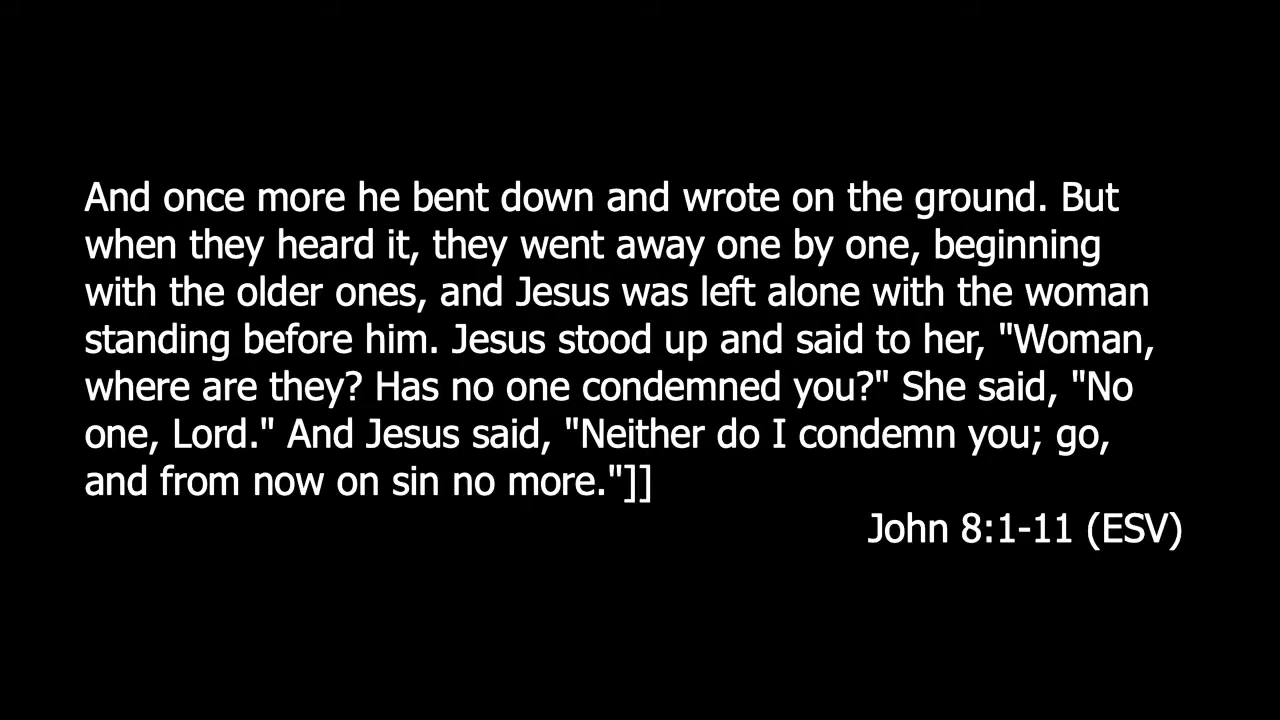 And once more he bent down and wrote on the ground. But
when they heard it, they went away one by one, beginning
with the older ones, and Jesus was left alone with the woman
standing before him. Jesus stood up and said to her, "Woman,
where are they? Has no one condemned you?" She said, "No
one, Lord." And Jesus said, "Neither do I condemn you; go,
and from now on sin no more."]]
John 8:1-11 (ESV)